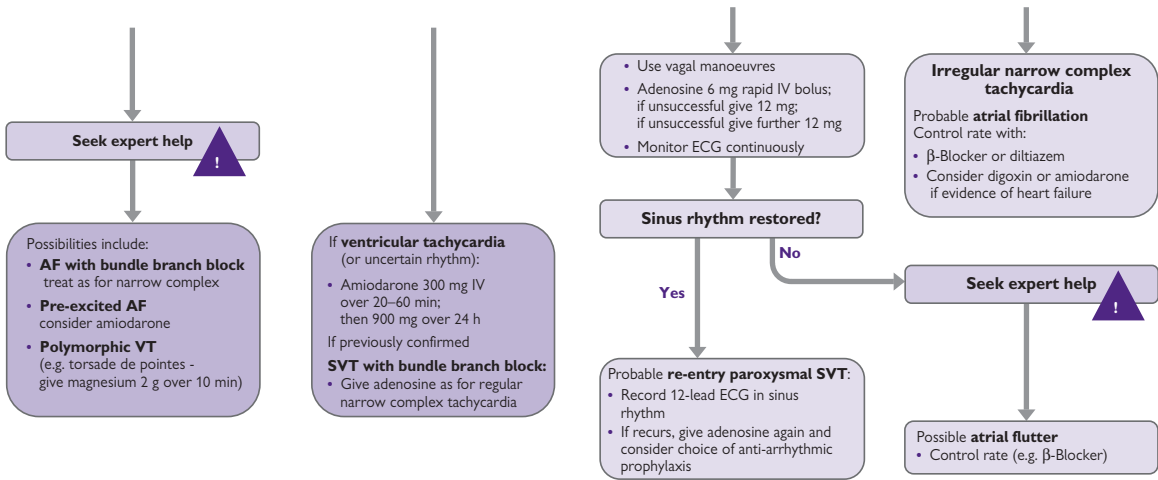 Seek expert help
!
Possibilities include:
• AF with bundle branch block
treat as for narrow complex
• Pre-excited AF
consider amiodarone
• Polymorphic VT
(e.g. torsade de pointes -
give magnesium 2 g over 10 min)
If ventricular tachycardia
(or uncertain rhythm):
• Amiodarone 300 mg IV
over 20–60 min;
then 900 mg over 24 h
If previously confirmed
SVT with bundle branch block:
• Give adenosine as for regular
narrow complex tachycardia
• Use vagal manoeuvres
• Adenosine 6 mg rapid IV bolus;
if unsuccessful give 12 mg;
if unsuccessful give further 12 mg
• Monitor ECG continuously
Sinus rhythm restored?
Yes
No
Probable re-entry paroxysmal SVT:
• Record 12-lead ECG in sinus
rhythm
• If recurs, give adenosine again and
consider choice of anti-arrhythmic
prophylaxis
Irregular narrow complex
tachycardia
Probable atrial fibrillation
Control rate with:
• β-Blocker or diltiazem
• Consider digoxin or amiodarone
if evidence of heart failure
Seek expert help
!
Possible atrial flutter
• Control rate (e.g. β-Blocker)